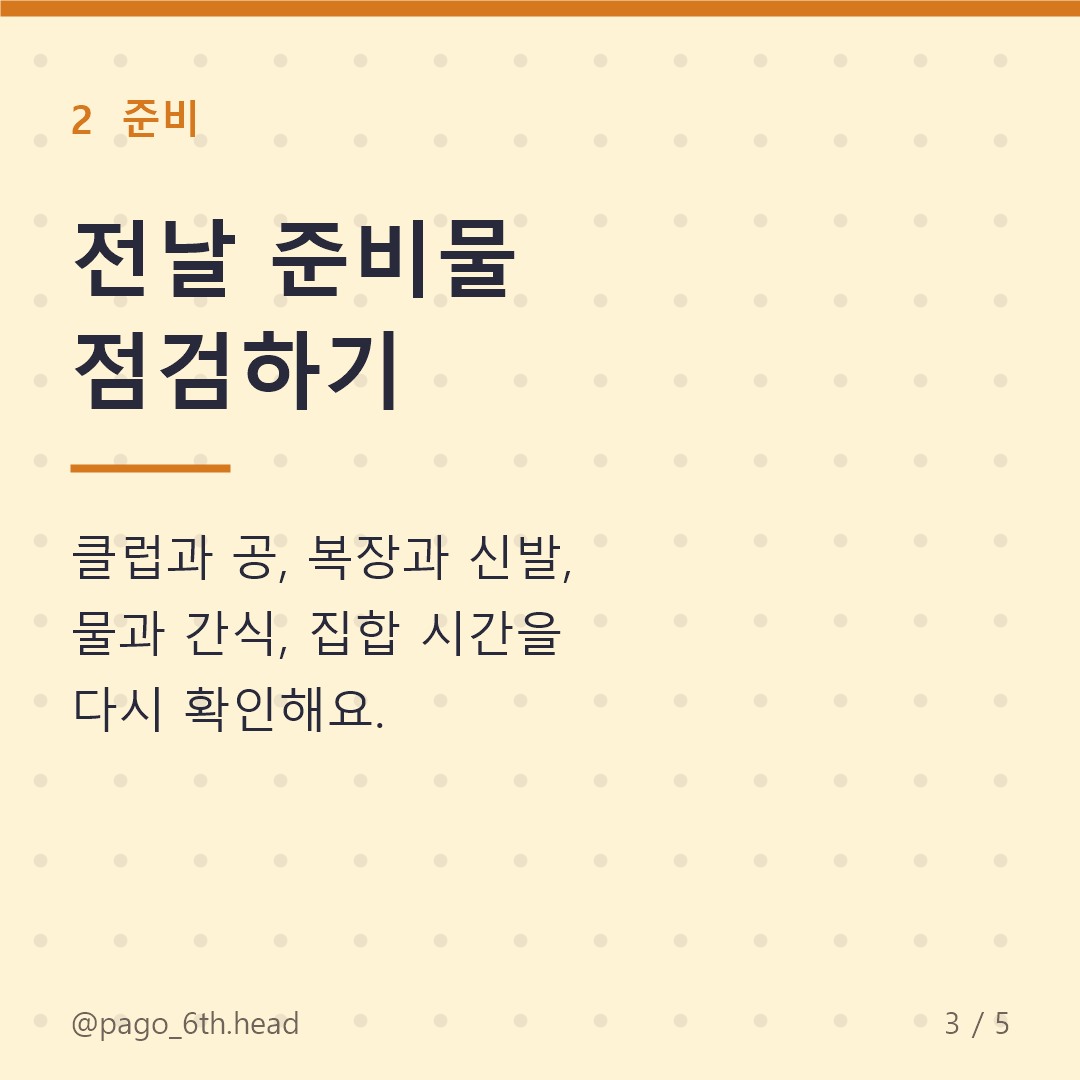 2 준비
전날 준비물
점검하기
클럽과 공, 복장과 신발,
물과 간식, 집합 시간을
다시 확인해요.
@pago_6th.head
3 / 5